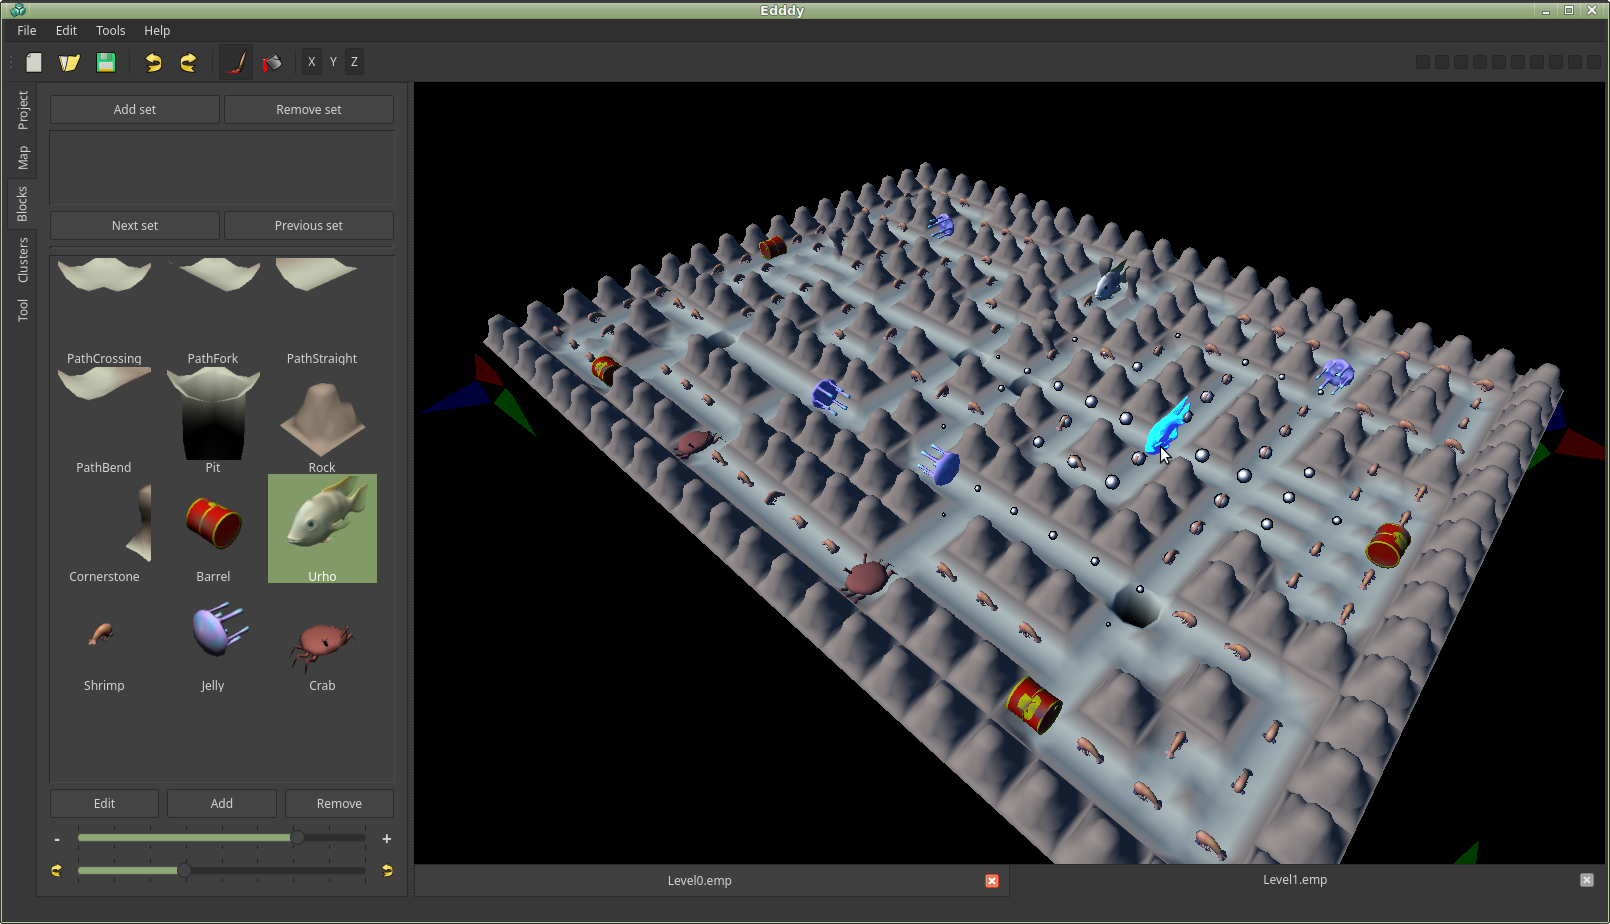 Edddy
File Edit Tools Help
X Y Z
Project
Map
Blocks
Clusters
Tool
Add set Remove set
Next set Previous set
PathCrossing PathFork PathStraight
PathBend Pit Rock
Cornerstone Barrel Urho
Shrimp Jelly Crab
Edit Add Remove
- +
Level0.emp Level1.emp